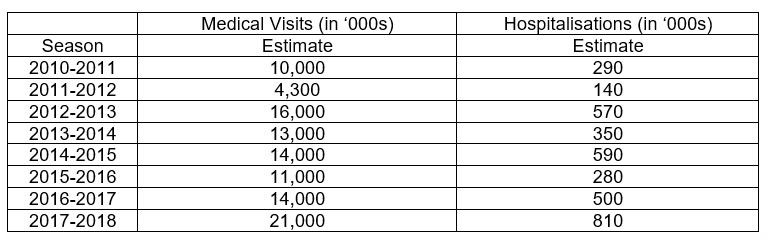 Medical Visits (in ‘000s) Hospitalisations (in ‘000s)
Season Estimate Estimate
2010-2011 10,000 290
2011-2012 4,300 140
2012-2013 16,000 570
2013-2014 13,000 350
2014-2015 14,000 590
2015-2016 11,000 280
2016-2017 14,000 500
2017-2018 21,000 810